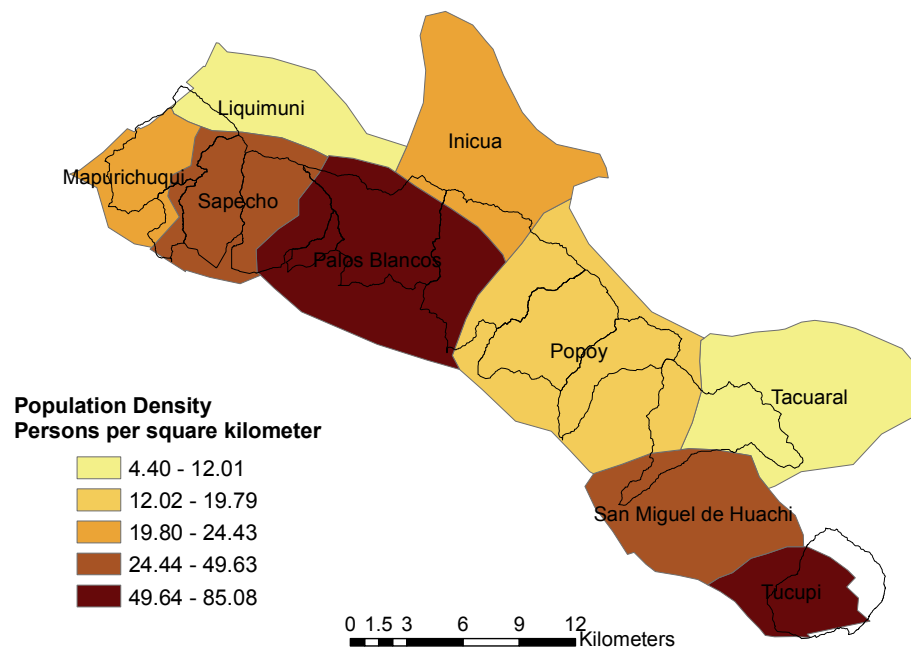 Liquimuni
Inicua
Mapurichuqui
Sapecho
Palos Blancos
Popoy
Tacuaral
San Miguel de Huachi
Tucupi
Population Density
Persons per square kilometer
4.40 - 12.01
12.02 - 19.79
19.80 - 24.43
24.44 - 49.63
49.64 - 85.08
0 1.5 3 6 9 12
Kilometers